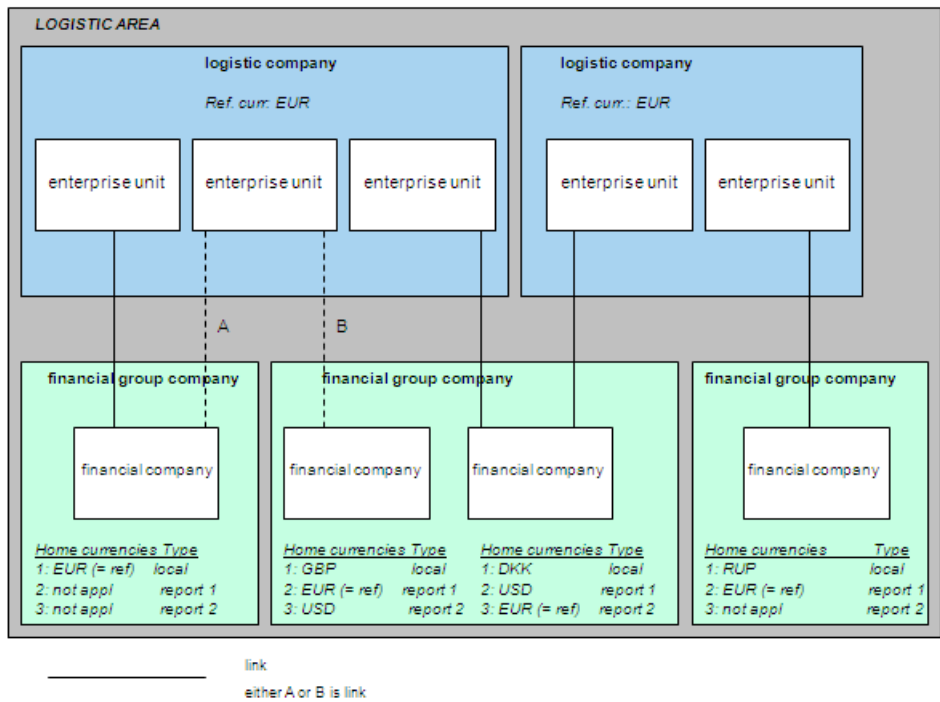 LOGISTIC AREA
logistic company
Ref. curr: EUR
enterprise unit
enterprise unit
enterprise unit
logistic company
Ref. curr.: EUR
enterprise unit
enterprise unit
A
B
financial group company
financial company
Home currencies Type
1: EUR (= ref) local
2: not appl report 1
3: not appl report 2
financial group company
financial company
financial company
Home currencies Type
1: GBP local
2: EUR (= ref) report 1
3: USD report 2
Home currencies Type
1: DKK local
2: USD report 1
3: EUR (= ref) report 2
financial group company
financial company
Home currencies Type
1: RUP local
2: EUR (= ref) report 1
3: not appl report 2
link
either A or B is link